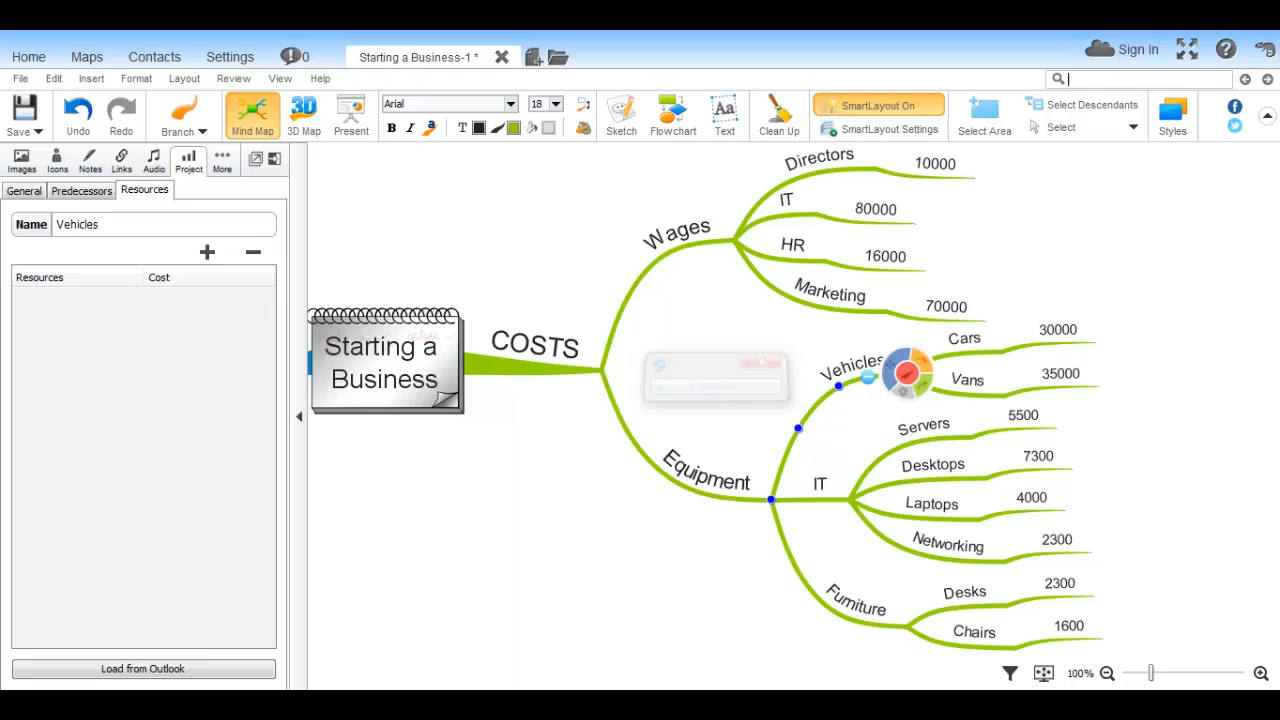 Home Maps Contacts Settings 0 Starting a Business-1 * Sign In
File Edit Insert Format Layout Review View Help
Save Undo Redo Branch Mind Map 3D Map Present
Arial 18
B I T
Sketch Flowchart Text Clean Up
SmartLayout On
SmartLayout Settings
Select Area
Select Descendants
Select
Styles
Images Icons Notes Links Audio Project More
General Predecessors Resources
Name Vehicles
Resources Cost
Load from Outlook
Starting a
Business
COSTS
Wages
Directors 10000
IT 80000
HR 16000
Marketing 70000
Equipment
Vehicles
Cars 30000
Vans 35000
IT
Servers 5500
Desktops 7300
Laptops 4000
Networking 2300
Furniture
Desks 2300
Chairs 1600
100%